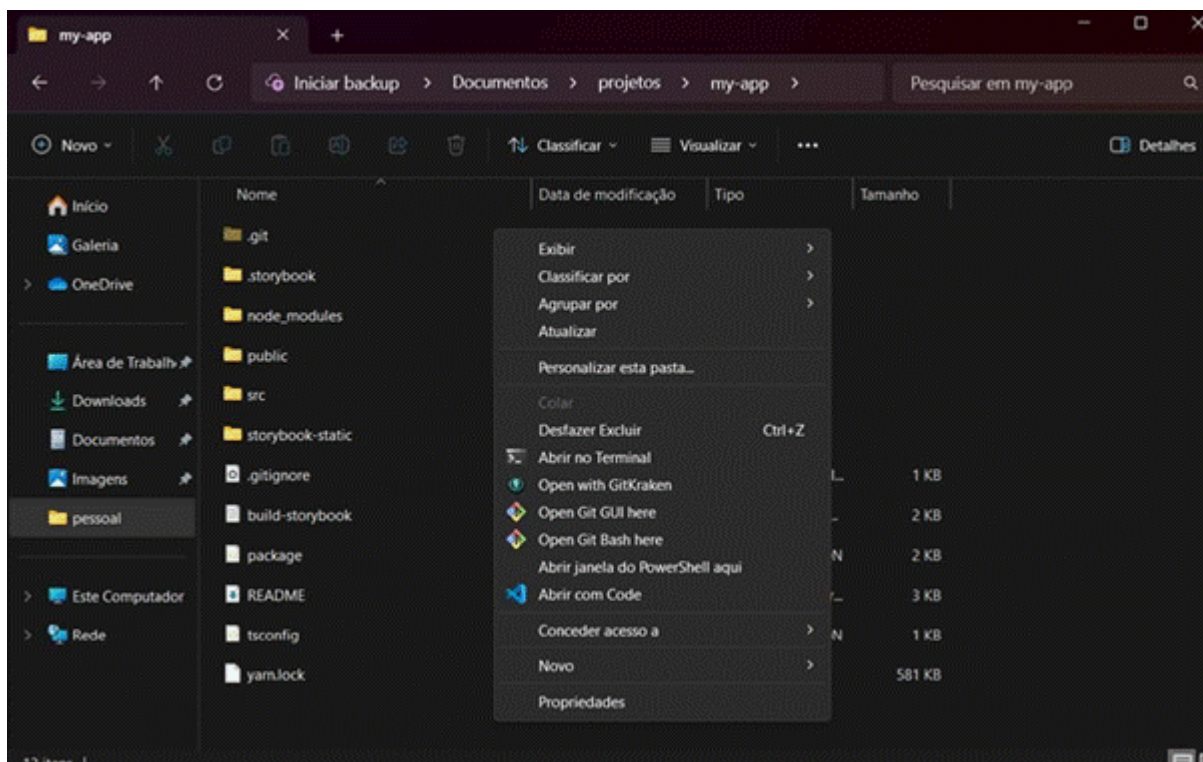 my-app
Iniciar backup > Documentos > projetos > my-app >
Pesquisar em my-app
Novo
Classificar
Visualizar
Detalhes
Início
Galeria
OneDrive
Área de Trabalh
Downloads
Documentos
Imagens
pessoal
Este Computador
Rede
Nome
Data de modificação
Tipo
Tamanho
.git
.storybook
node_modules
public
src
storybook-static
.gitignore
1 KB
build-storybook
2 KB
package
N
2 KB
README
3 KB
tsconfig
N
1 KB
yarn.lock
581 KB
Exibir
Classificar por
Agrupar por
Atualizar
Personalizar esta pasta...
Colar
Desfazer Excluir Ctrl+Z
Abrir no Terminal
Open with GitKraken
Open Git GUI here
Open Git Bash here
Abrir janela do PowerShell aqui
Abrir com Code
Conceder acesso a
Novo
Propriedades